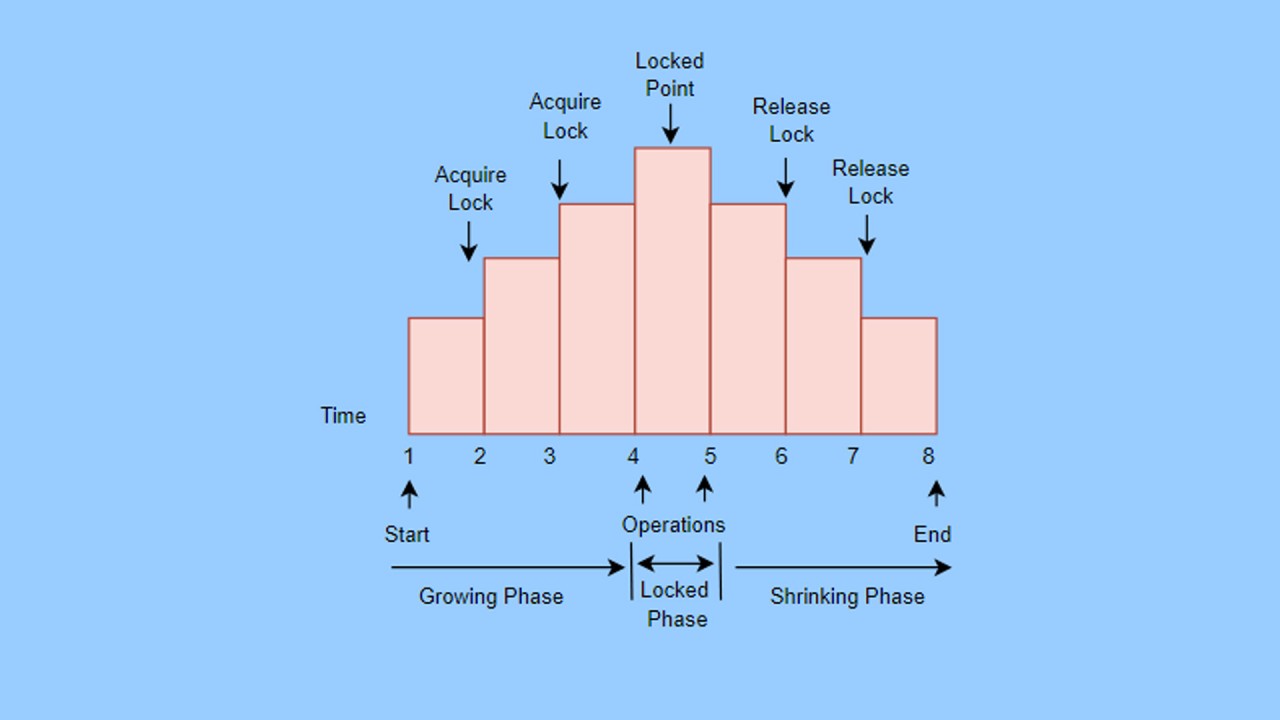 Locked
Point
Acquire
Lock
Release
Lock
Acquire
Lock
Release
Lock
Time
1 2 3 4 5 6 7 8
Start
Operations
End
Growing Phase
Locked
Phase
Shrinking Phase